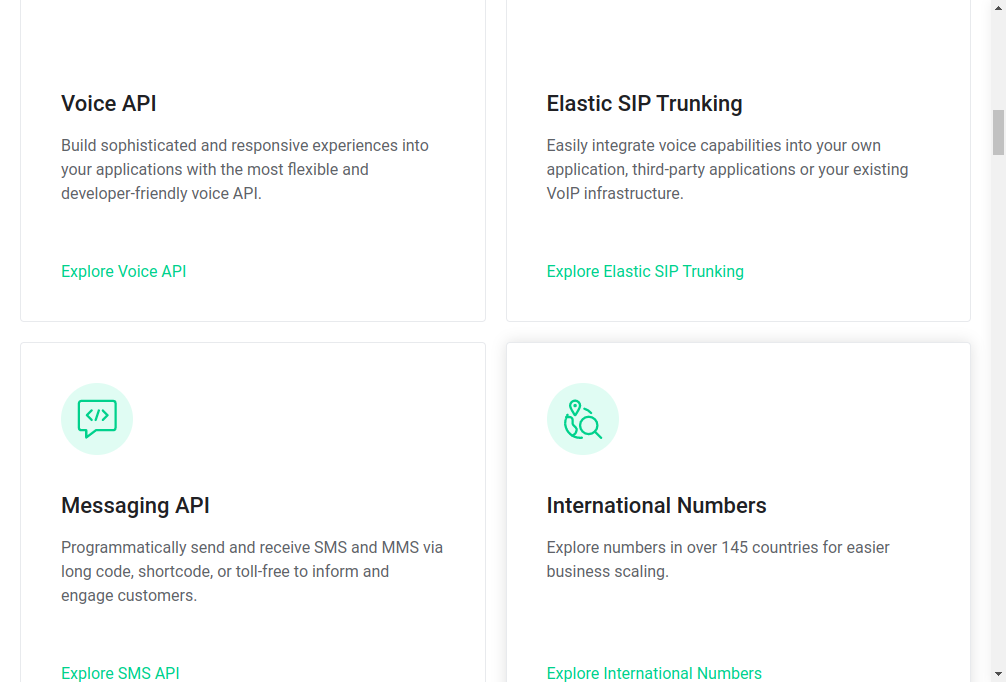 Voice API
Build sophisticated and responsive experiences into
your applications with the most flexible and
developer-friendly voice API.
Explore Voice API
Elastic SIP Trunking
Easily integrate voice capabilities into your own
application, third-party applications or your existing
VoIP infrastructure.
Explore Elastic SIP Trunking
</>
Messaging API
Programmatically send and receive SMS and MMS via
long code, shortcode, or toll-free to inform and
engage customers.
Explore SMS API
International Numbers
Explore numbers in over 145 countries for easier
business scaling.
Explore International Numbers